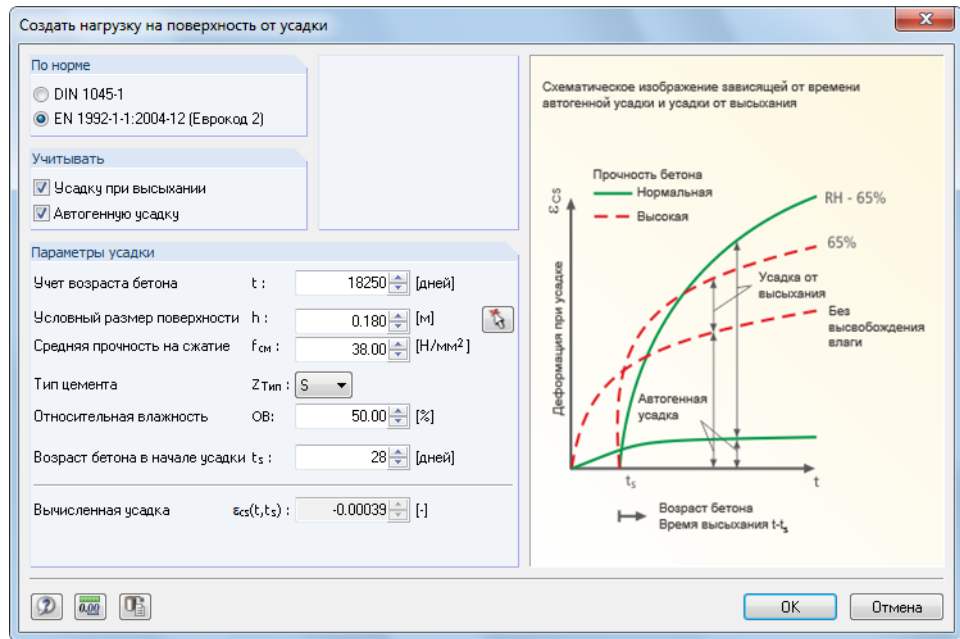 Создать нагрузку на поверхность от усадки
По норме
DIN 1045-1
EN 1992-1-1:2004-12 (Еврокод 2)
Учитывать
Усадку при высыхании
Автогенную усадку
Параметры усадки
Учет возраста бетона t : 18250 [дней]
Условный размер поверхности h : 0.180 [м]
Средняя прочность на сжатие fсм : 38.00 [Н/мм²]
Тип цемента ZТип : S
Относительная влажность ОВ: 50.00 [%]
Возраст бетона в начале усадки ts : 28 [дней]
Вычисленная усадка εcs(t,ts) : -0.00039 [-]
Схематическое изображение зависящей от времени
автогенной усадки и усадки от высыхания
Прочность бетона
Нормальная
Высокая
εcs
Деформация при усадке
RH - 65%
65%
Усадка от
высыхания
Без
высвобождения
влаги
Автогенная
усадка
ts
t
Возраст бетона
Время высыхания t-ts
0.00
OK
Отмена